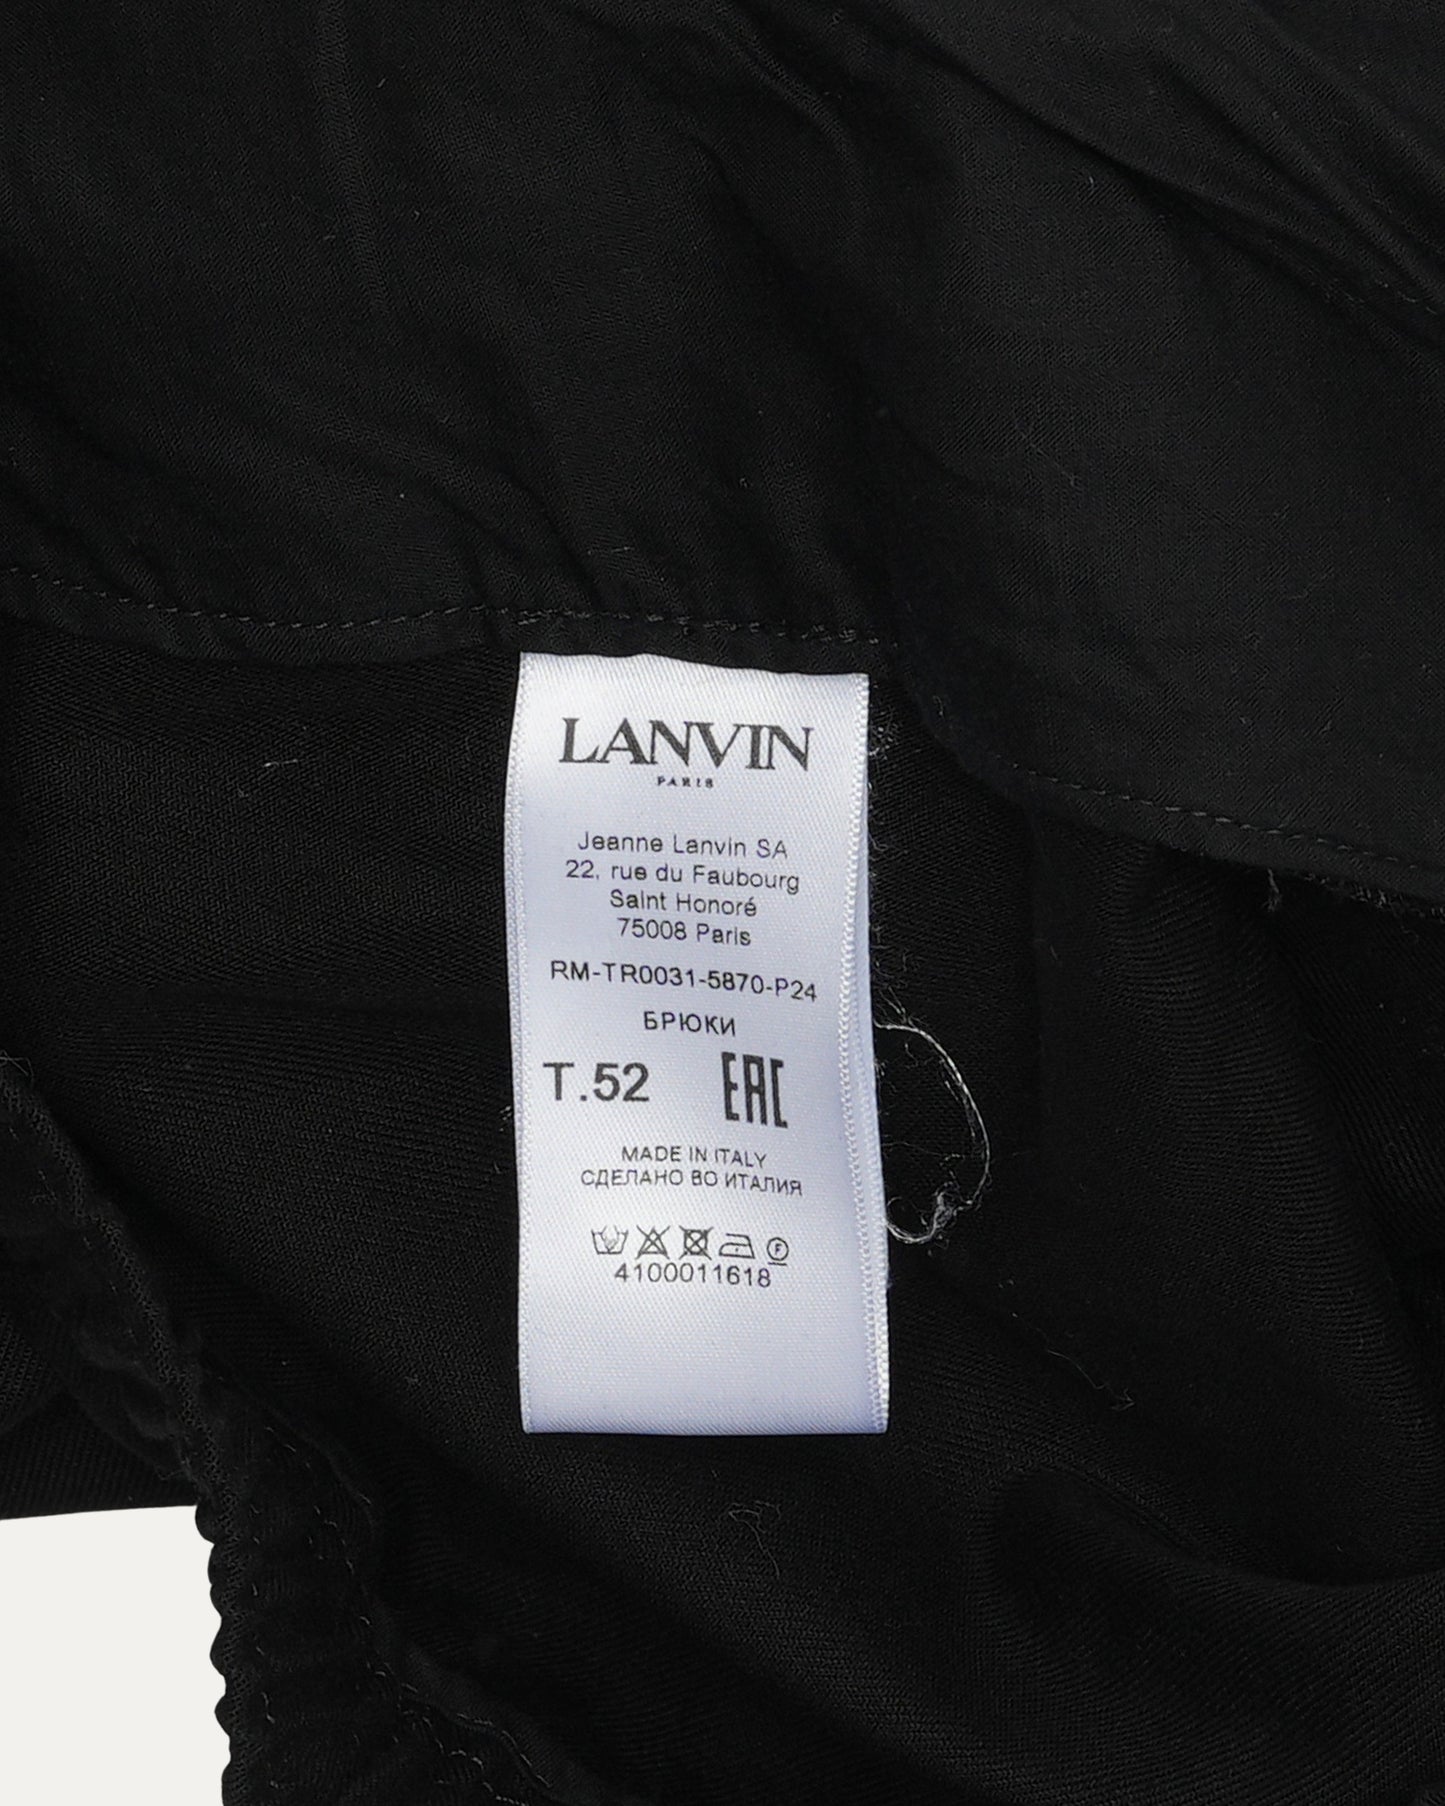 LANVIN
PARIS
Jeanne Lanvin SA
22, rue du Faubourg
Saint Honoré
75008 Paris
RM-TR0031-5870-P24
БРЮКИ
T.52 EAC
MADE IN ITALY
СДЕЛАНО ВО ИТАЛИЯ
F
4100011618